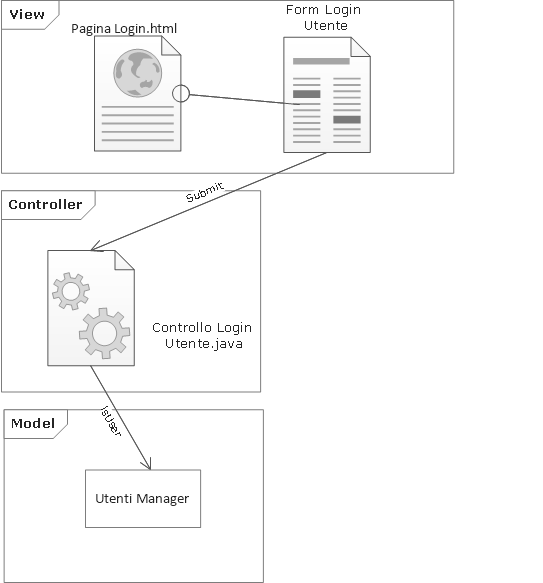 View
Pagina Login.html
Form Login
Utente
Submit
Controller
Controllo Login
Utente.java
IsUser
Model
Utenti Manager